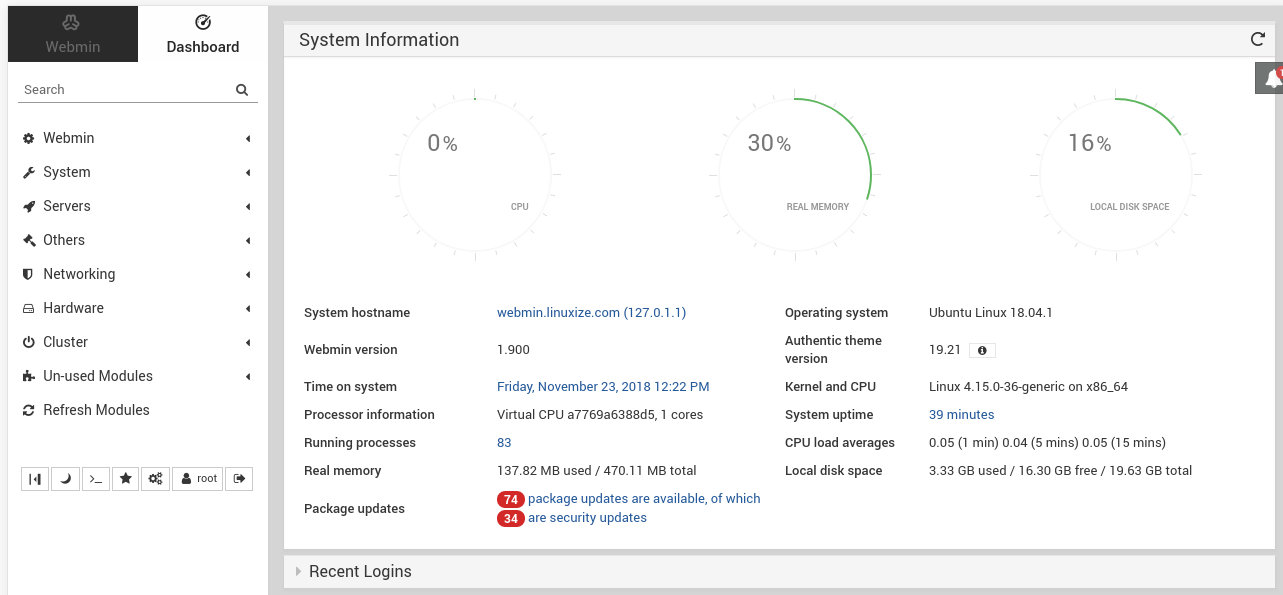 Webmin
Dashboard
Search
Webmin
System
Servers
Others
Networking
Hardware
Cluster
Un-used Modules
Refresh Modules
root
System Information
0%
CPU
30%
REAL MEMORY
16%
LOCAL DISK SPACE
System hostname webmin.linuxize.com (127.0.1.1) Operating system Ubuntu Linux 18.04.1
Webmin version 1.900 Authentic theme
version 19.21
Time on system Friday, November 23, 2018 12:22 PM Kernel and CPU Linux 4.15.0-36-generic on x86_64
Processor information Virtual CPU a7769a6388d5, 1 cores System uptime 39 minutes
Running processes 83 CPU load averages 0.05 (1 min) 0.04 (5 mins) 0.05 (15 mins)
Real memory 137.82 MB used / 470.11 MB total Local disk space 3.33 GB used / 16.30 GB free / 19.63 GB total
Package updates 74 package updates are available, of which
34 are security updates
Recent Logins